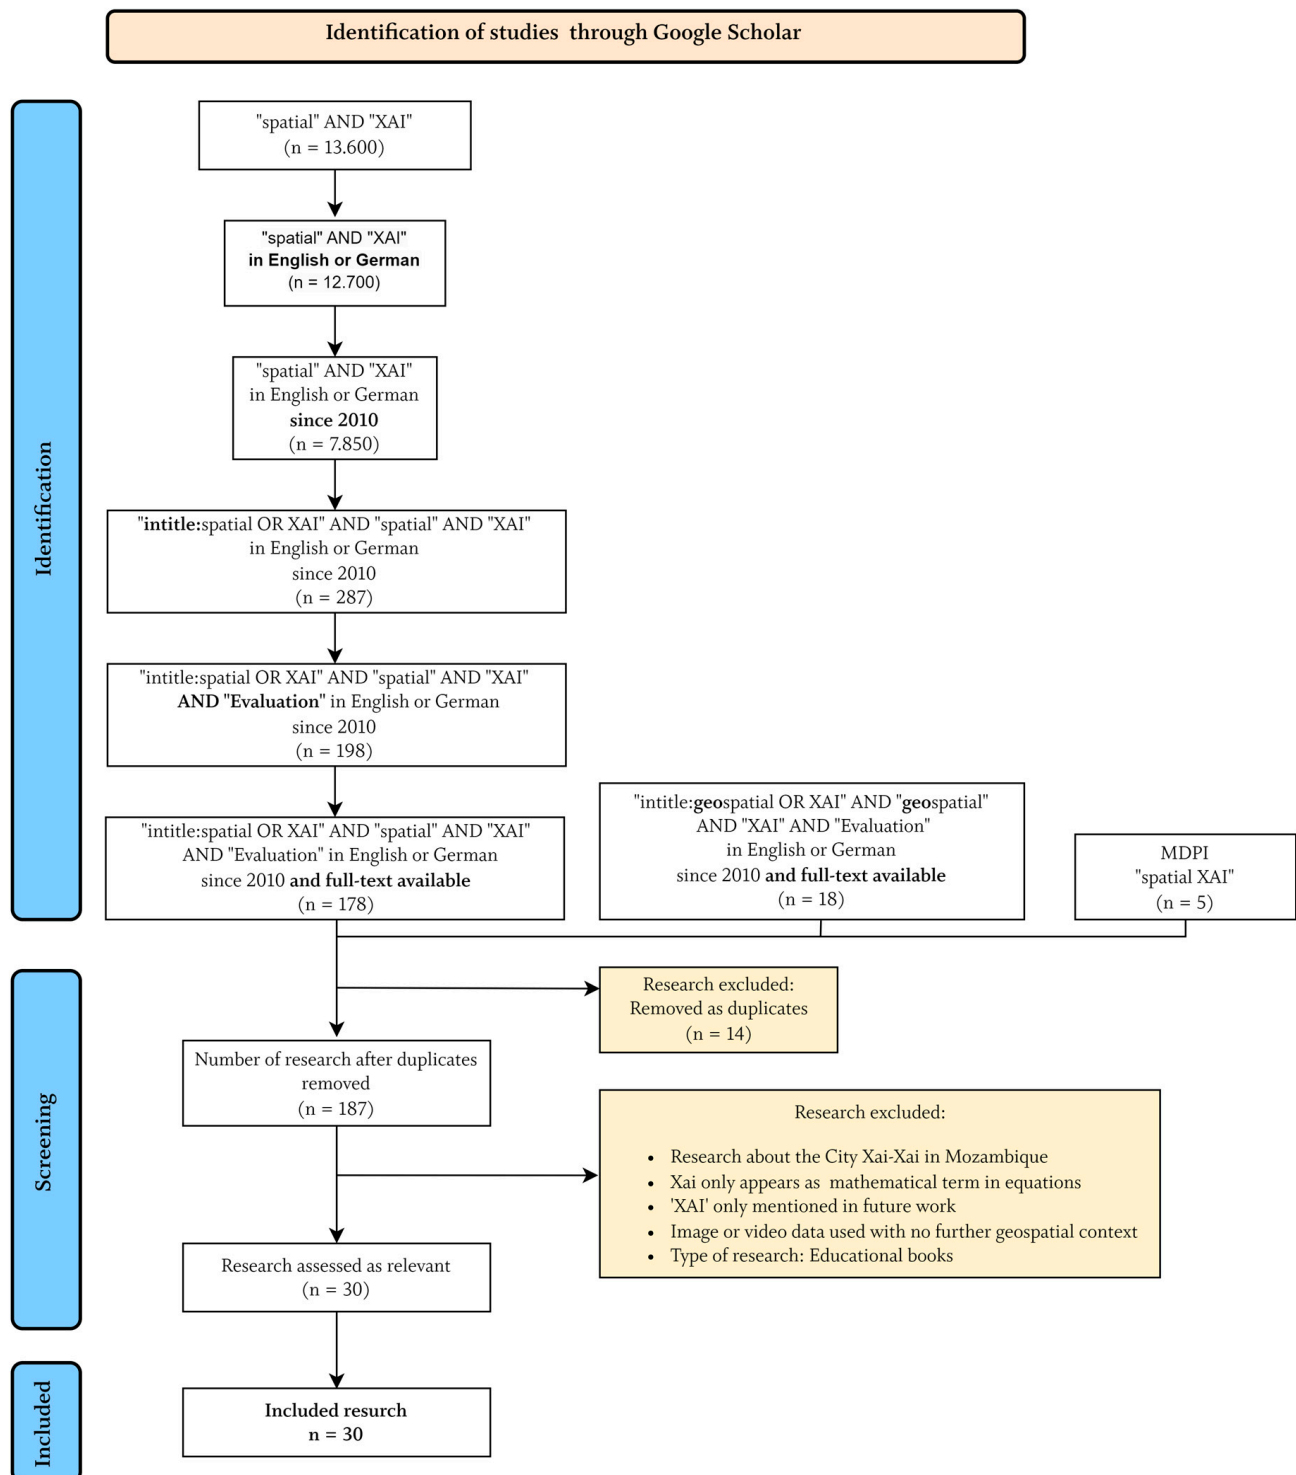 Identification of studies  through Google Scholar
Identification
"spatial" AND "XAI"
(n = 13.600)
"spatial" AND "XAI"
in English or German
(n = 12.700)
"spatial" AND "XAI"
in English or German
since 2010
(n = 7.850)
"intitle:spatial OR XAI" AND "spatial" AND "XAI"
in English or German
since 2010
(n = 287)
"intitle:spatial OR XAI" AND "spatial" AND "XAI"
AND "Evaluation" in English or German
since 2010
(n = 198)
"intitle:spatial OR XAI" AND "spatial" AND "XAI"
AND "Evaluation" in English or German
since 2010 and full-text available
(n = 178)
"intitle:geospatial OR XAI" AND "geospatial"
AND "XAI" AND "Evaluation"
in English or German
since 2010 and full-text available
(n = 18)
MDPI
"spatial XAI"
(n = 5)
Screening
Research excluded:
Removed as duplicates
(n = 14)
Number of research after duplicates
removed
(n = 187)
Research excluded:
• Research about the City Xai-Xai in Mozambique
• Xai only appears as  mathematical term in equations
• 'XAI' only mentioned in future work
• Image or video data used with no further geospatial context
• Type of research: Educational books
Research assessed as relevant
(n = 30)
Included
Included resurch
n = 30